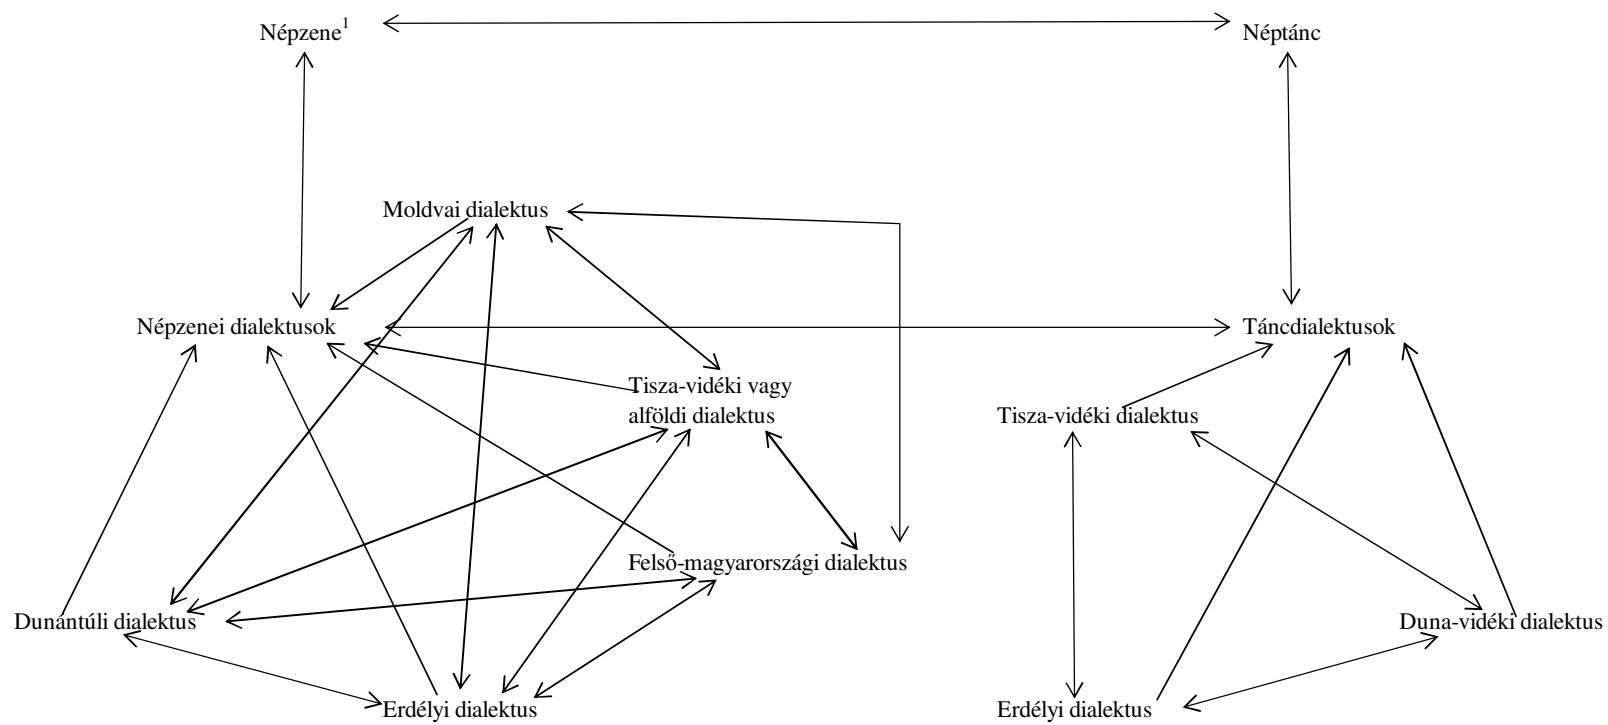 Népzene¹
Néptánc
Moldvai dialektus
Népzenei dialektusok
Táncdialektusok
Tisza-vidéki vagy
alföldi dialektus
Tisza-vidéki dialektus
Felső-magyarországi dialektus
Dunántúli dialektus
Duna-vidéki dialektus
Erdélyi dialektus
Erdélyi dialektus